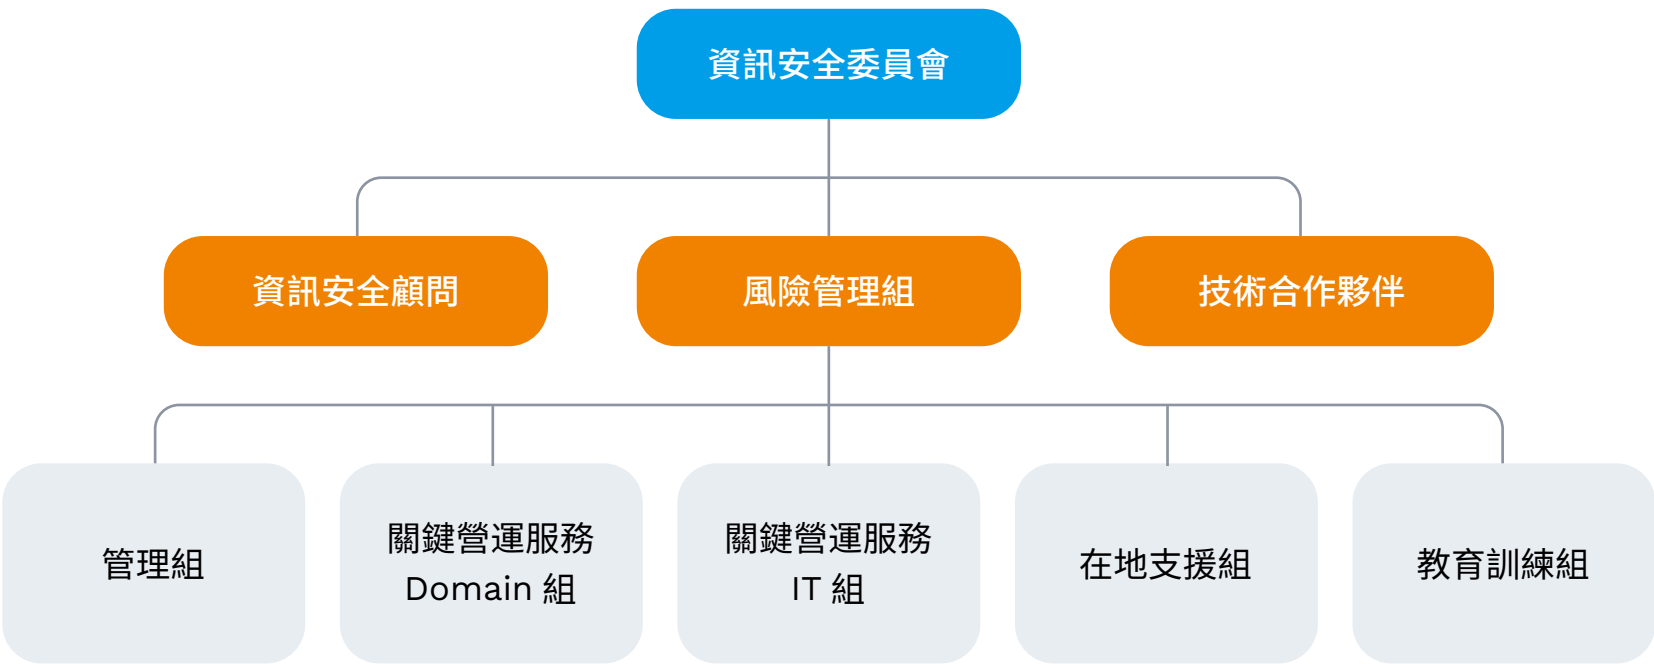 資訊安全委員會
資訊安全顧問
風險管理組
技術合作夥伴
管理組
關鍵營運服務
Domain 組
關鍵營運服務
IT 組
在地支援組
教育訓練組